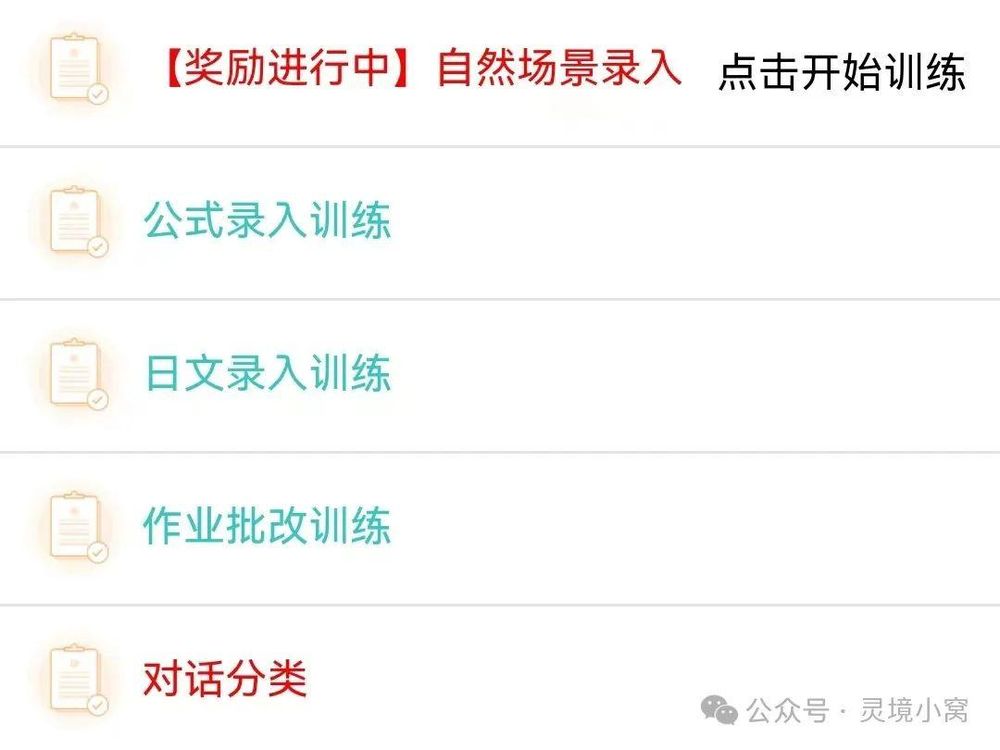 【奖励进行中】自然场景录入 点击开始训练
公式录入训练
日文录入训练
作业批改训练
对话分类
公众号 · 灵境小窝